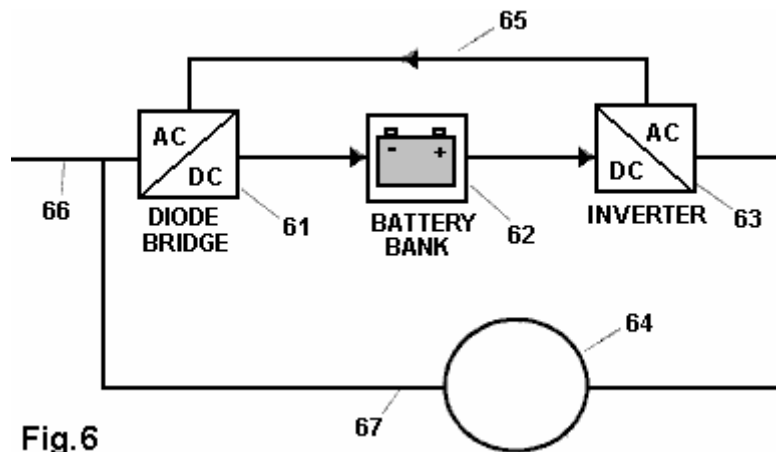 65
AC
DC
- +
AC
DC
66
DIODE
BRIDGE
61
BATTERY
BANK
62
INVERTER
63
64
67
Fig.6